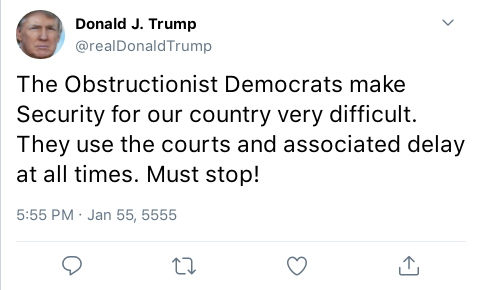 Donald J. Trump
@realDonaldTrump
The Obstructionist Democrats make
Security for our country very difficult.
They use the courts and associated delay
at all times. Must stop!
5:55 PM · Jan 55, 5555